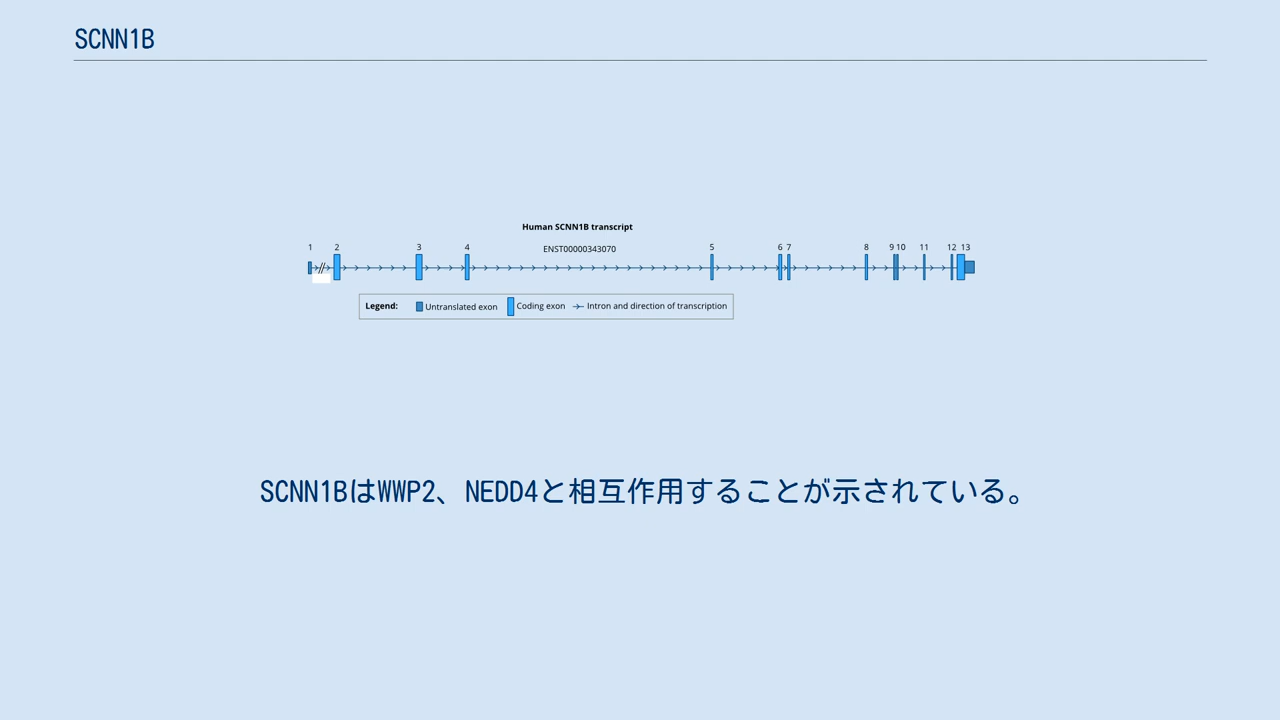 SCNN1B
Human SCNN1B transcript
1 2 3 4 ENST00000343070 5 6 7 8 9 10 11 12 13
Legend: Untranslated exon Coding exon Intron and direction of transcription
SCNN1BはWWP2、NEDD4と相互作用することが示されている。